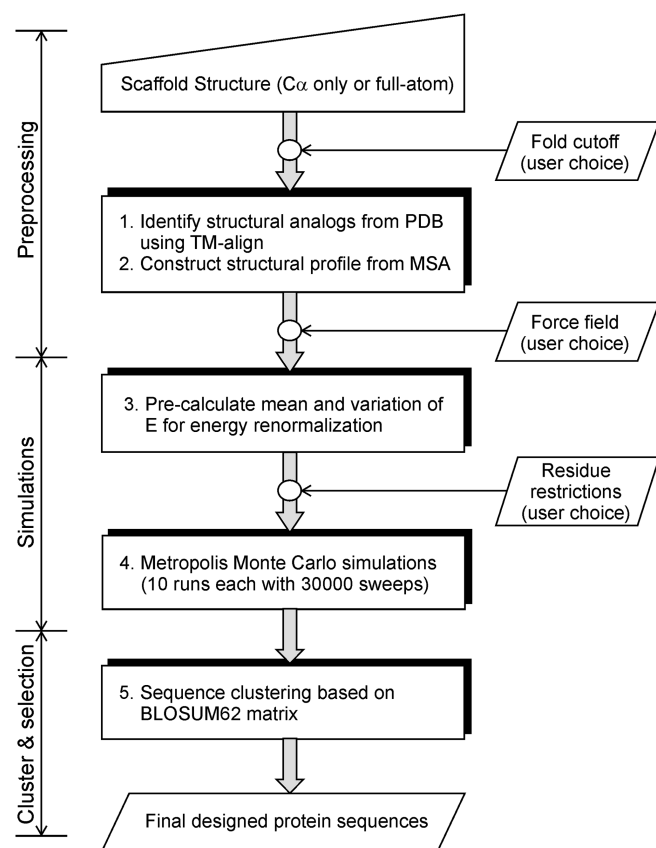 Preprocessing
Scaffold Structure (Cα only or full-atom)
Fold cutoff
(user choice)
1. Identify structural analogs from PDB
using TM-align
2. Construct structural profile from MSA
Force field
(user choice)
Simulations
3. Pre-calculate mean and variation of
E for energy renormalization
Residue
restrictions
(user choice)
4. Metropolis Monte Carlo simulations
(10 runs each with 30000 sweeps)
Cluster & selection
5. Sequence clustering based on
BLOSUM62 matrix
Final designed protein sequences